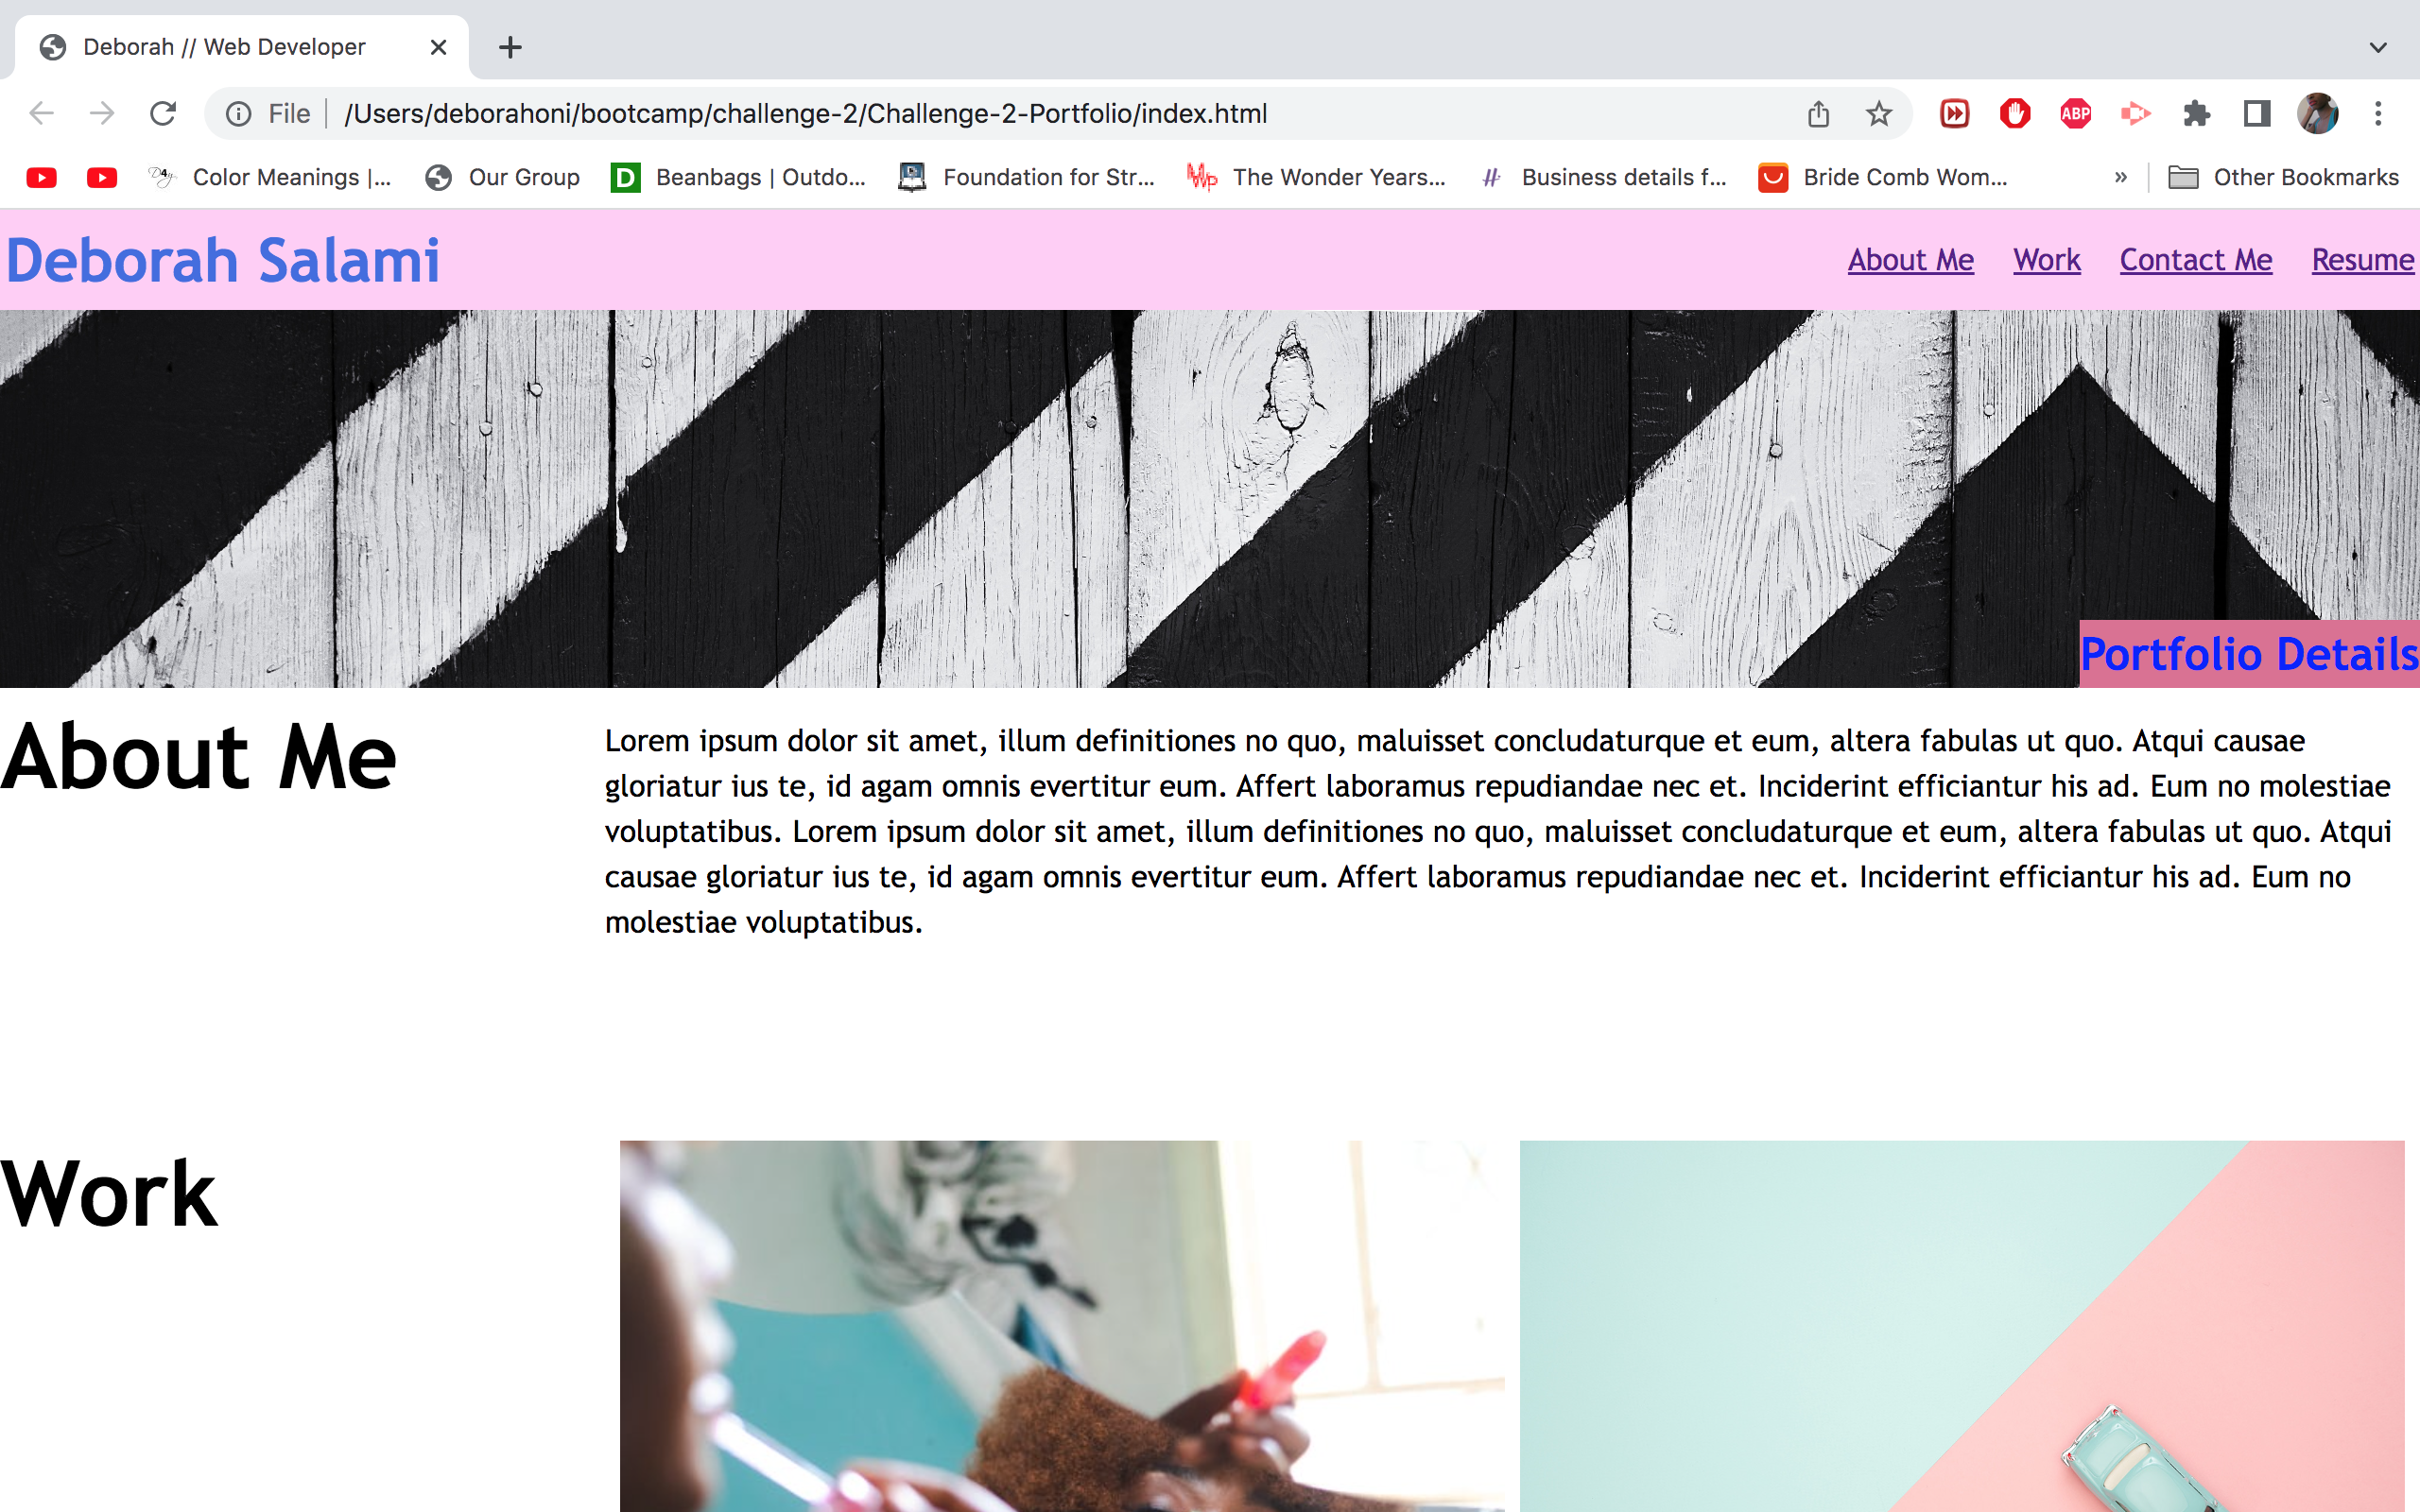 Deborah // Web Developer
File /Users/deborahoni/bootcamp/challenge-2/Challenge-2-Portfolio/index.html
ABP
Color Meanings |... Our Group Beanbags | Outdo... Foundation for Str... The Wonder Years... Business details f... Bride Comb Wom... » Other Bookmarks
Deborah Salami
About Me Work Contact Me Resume
Portfolio Details
About Me
Lorem ipsum dolor sit amet, illum definitiones no quo, maluisset concludaturque et eum, altera fabulas ut quo. Atqui causae
gloriatur ius te, id agam omnis evertitur eum. Affert laboramus repudiandae nec et. Inciderint efficiantur his ad. Eum no molestiae
voluptatibus. Lorem ipsum dolor sit amet, illum definitiones no quo, maluisset concludaturque et eum, altera fabulas ut quo. Atqui
causae gloriatur ius te, id agam omnis evertitur eum. Affert laboramus repudiandae nec et. Inciderint efficiantur his ad. Eum no
molestiae voluptatibus.
Work